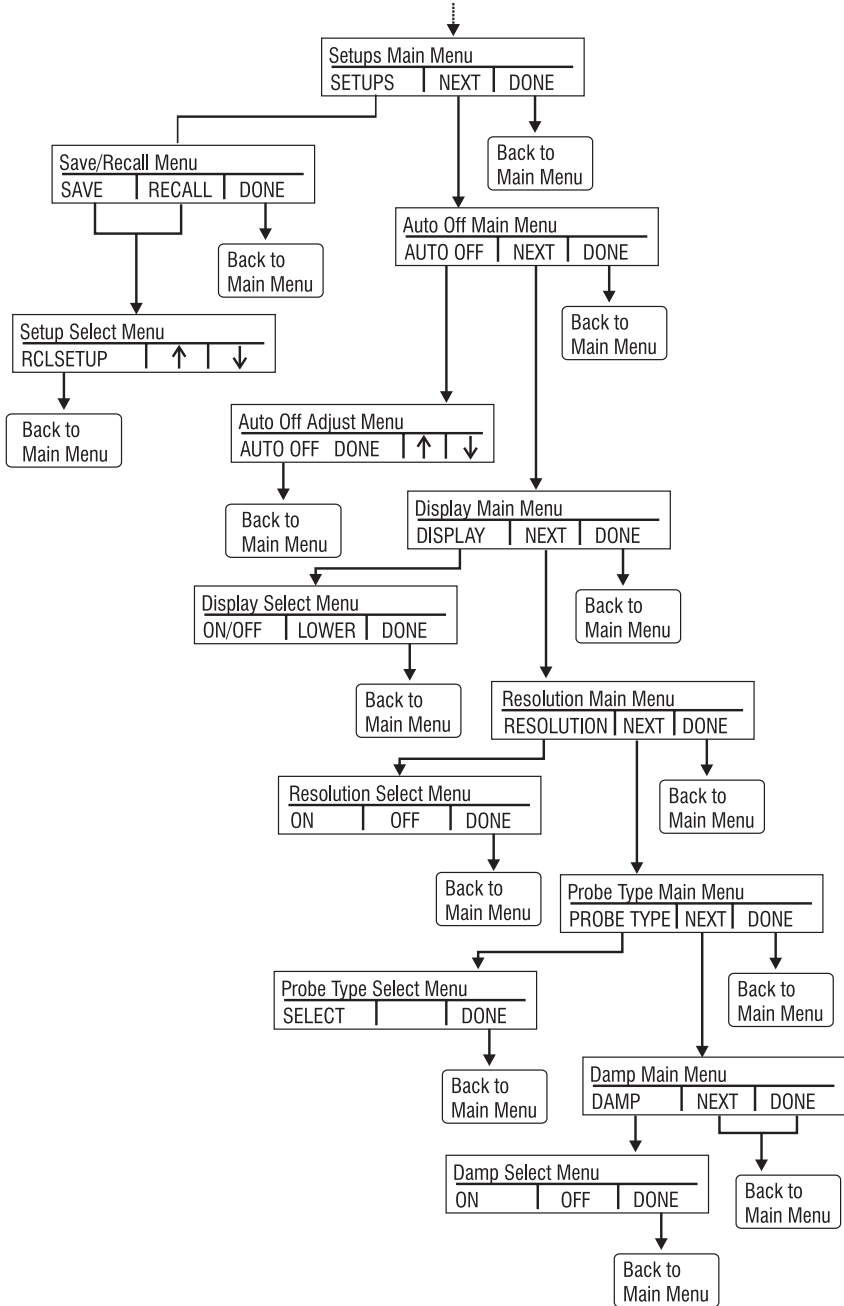 Setups Main Menu
SETUPS NEXT DONE
Back to
Main Menu
Save/Recall Menu
SAVE RECALL DONE
Back to
Main Menu
Setup Select Menu
RCLSETUP ↑ ↓
Back to
Main Menu
Auto Off Main Menu
AUTO OFF NEXT DONE
Back to
Main Menu
Auto Off Adjust Menu
AUTO OFF DONE ↑ ↓
Back to
Main Menu
Display Main Menu
DISPLAY NEXT DONE
Back to
Main Menu
Display Select Menu
ON/OFF LOWER DONE
Back to
Main Menu
Resolution Main Menu
RESOLUTION NEXT DONE
Back to
Main Menu
Resolution Select Menu
ON OFF DONE
Back to
Main Menu
Probe Type Main Menu
PROBE TYPE NEXT DONE
Back to
Main Menu
Probe Type Select Menu
SELECT DONE
Back to
Main Menu
Damp Main Menu
DAMP NEXT DONE
Back to
Main Menu
Damp Select Menu
ON OFF DONE
Back to
Main Menu